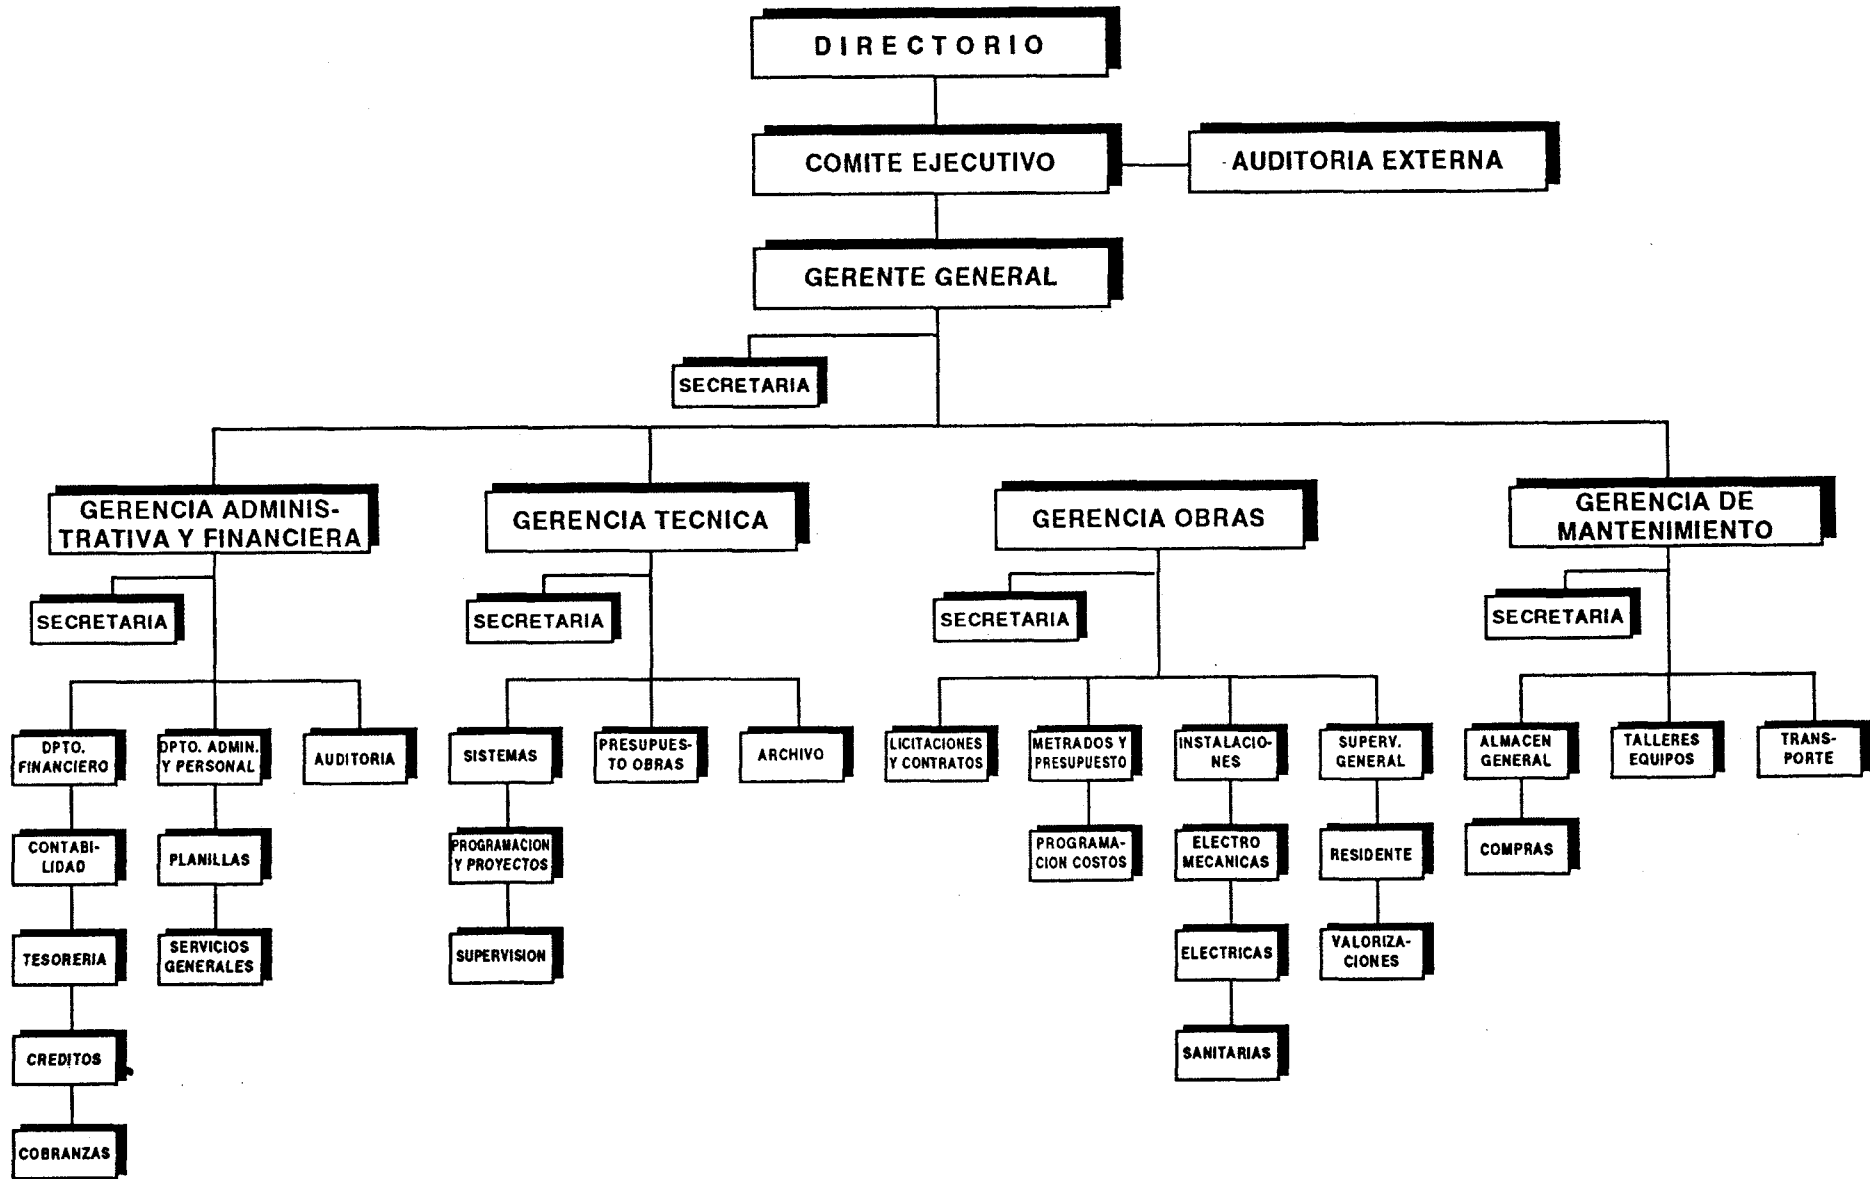 DIRECTORIO
COMITE EJECUTIVO
AUDITORIA EXTERNA
GERENTE GENERAL
SECRETARIA
GERENCIA ADMINIS-
TRATIVA Y FINANCIERA
GERENCIA TECNICA
GERENCIA OBRAS
GERENCIA DE
MANTENIMIENTO
SECRETARIA
SECRETARIA
SECRETARIA
SECRETARIA
DPTO.
FINANCIERO
DPTO. ADMIN.
Y PERSONAL
AUDITORIA
SISTEMAS
PRESUPUES-
TO OBRAS
ARCHIVO
LICITACIONES
Y CONTRATOS
METRADOS Y
PRESUPUESTO
INSTALACIO-
NES
SUPERV.
GENERAL
ALMACEN
GENERAL
TALLERES
EQUIPOS
TRANS-
PORTE
CONTABI-
LIDAD
PLANILLAS
PROGRAMACION
Y PROYECTOS
PROGRAMA-
CION COSTOS
ELECTRO
MECANICAS
RESIDENTE
COMPRAS
TESORERIA
SERVICIOS
GENERALES
SUPERVISION
ELECTRICAS
VALORIZA-
CIONES
CREDITOS
SANITARIAS
COBRANZAS